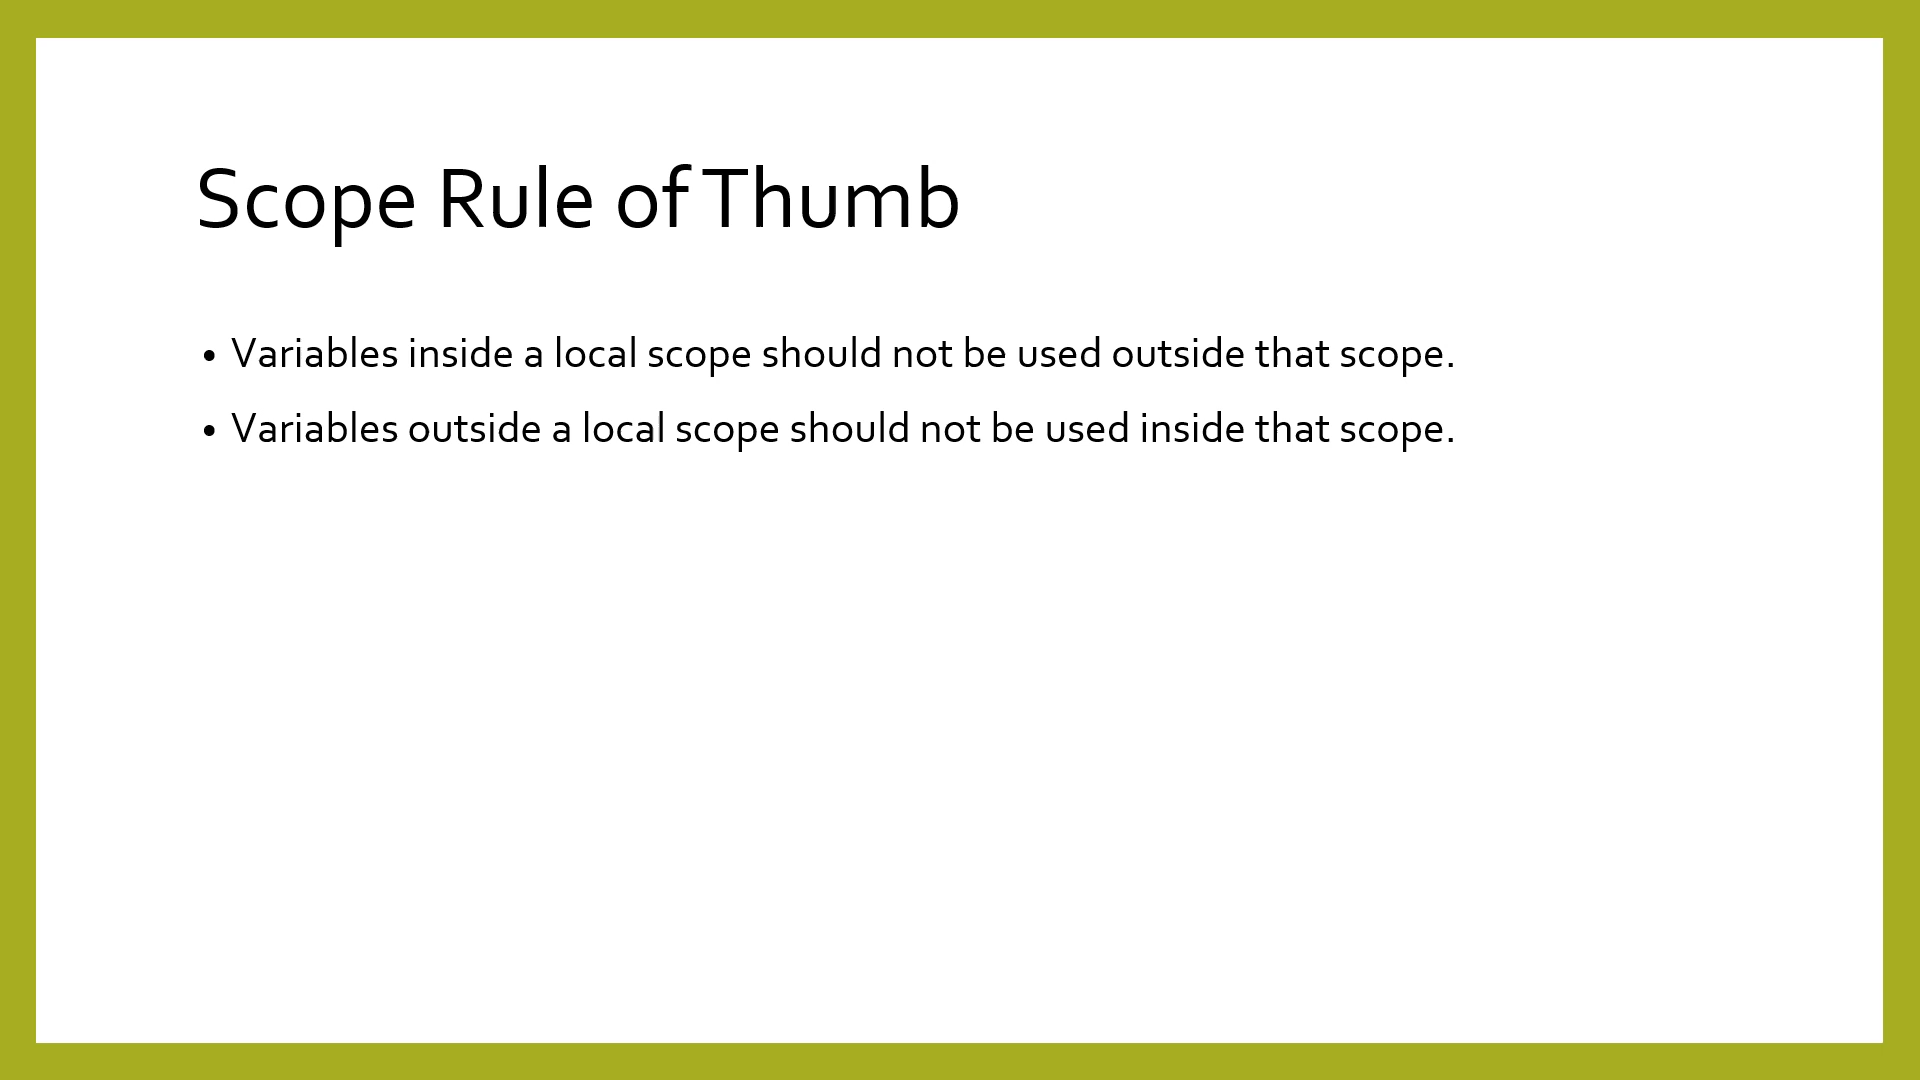 Scope Rule of Thumb
• Variables inside a local scope should not be used outside that scope.
• Variables outside a local scope should not be used inside that scope.